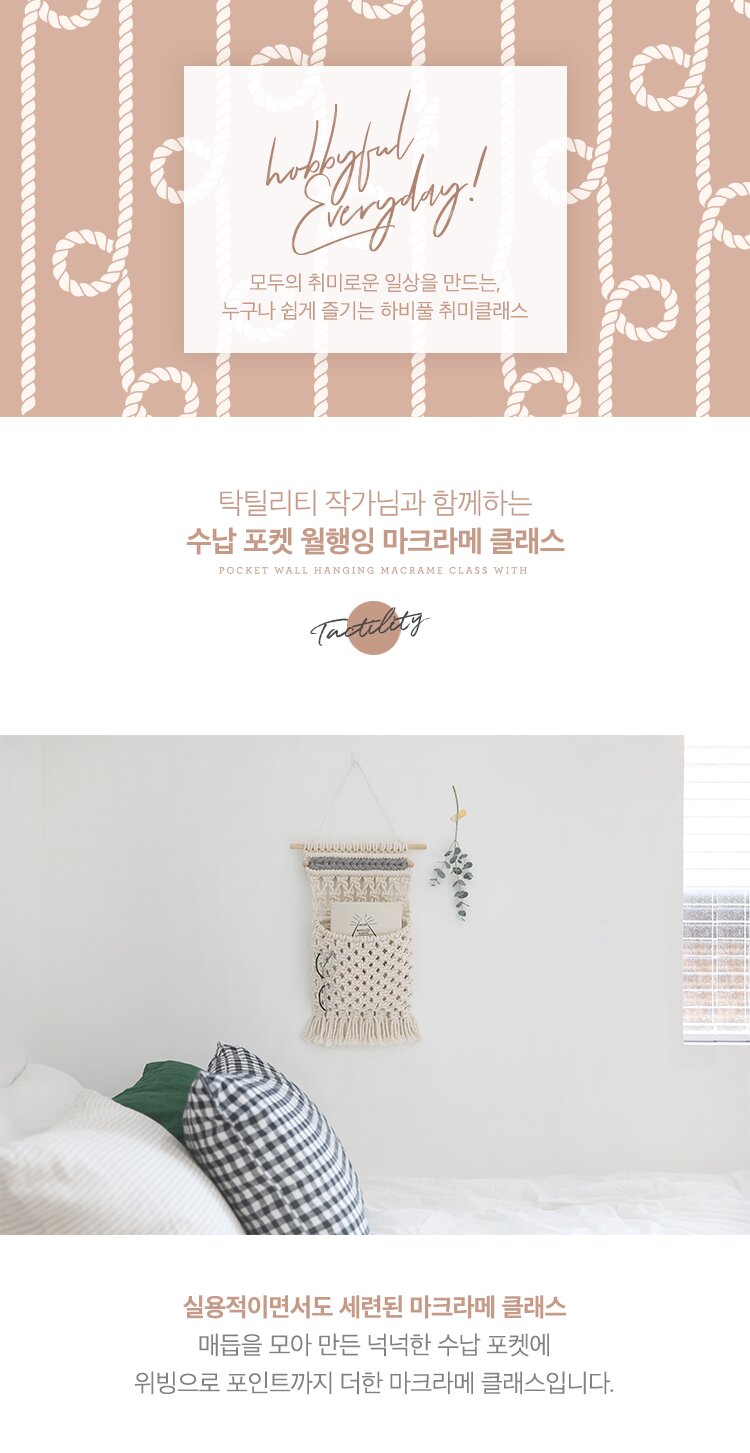 hobbyful
Everyday!
모두의 취미로운 일상을 만드는,
누구나 쉽게 즐기는 하비풀 취미클래스
탁틸리티 작가님과 함께하는
수납 포켓 월행잉 마크라메 클래스
POCKET WALL HANGING MACRAME CLASS WITH
Tactility
실용적이면서도 세련된 마크라메 클래스
매듭을 모아 만든 넉넉한 수납 포켓에
위빙으로 포인트까지 더한 마크라메 클래스입니다.